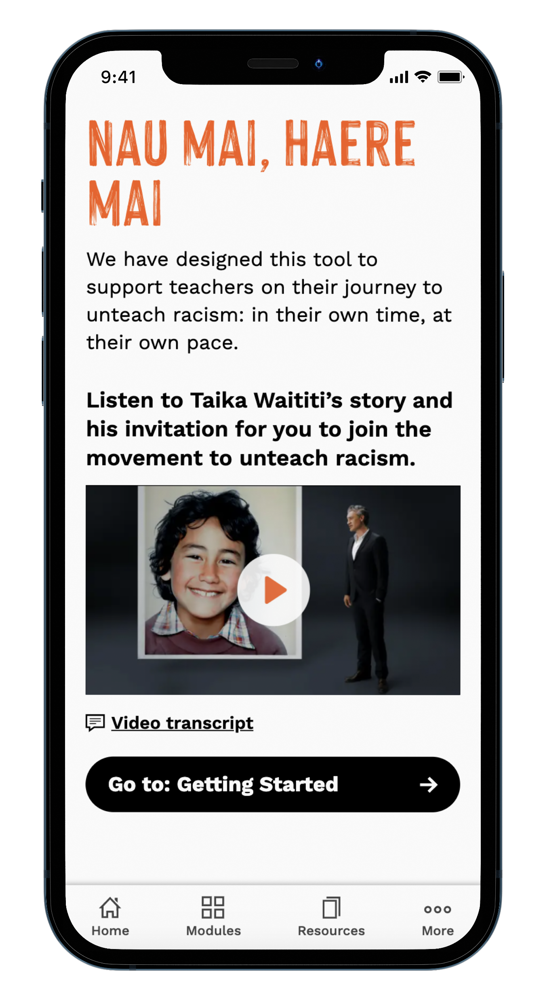 9:41
NAU MAI, HAERE
MAI
We have designed this tool to
support teachers on their journey to
unteach racism: in their own time, at
their own pace.
Listen to Taika Waititi’s story and
his invitation for you to join the
movement to unteach racism.
Video transcript
Go to: Getting Started
Home
Modules
Resources
More